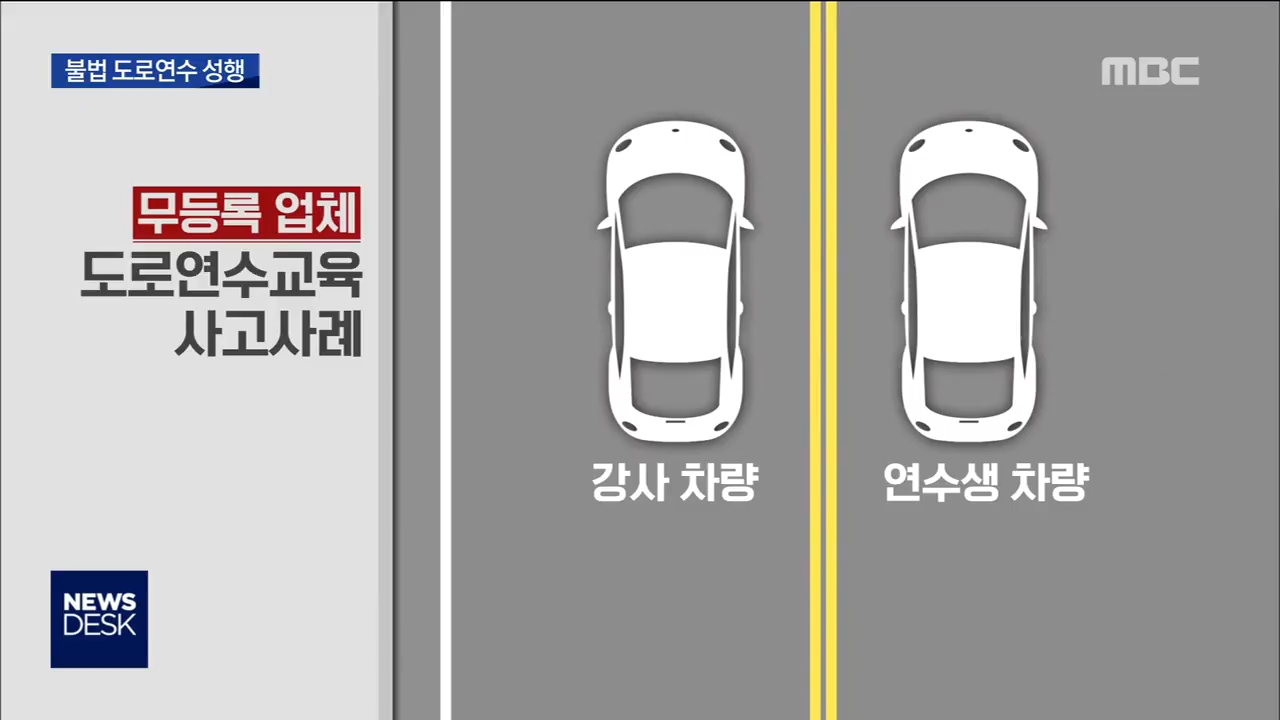 불법 도로연수 성행
MBC
무등록 업체
도로연수교육
사고사례
강사 차량
연수생 차량
NEWS
DESK